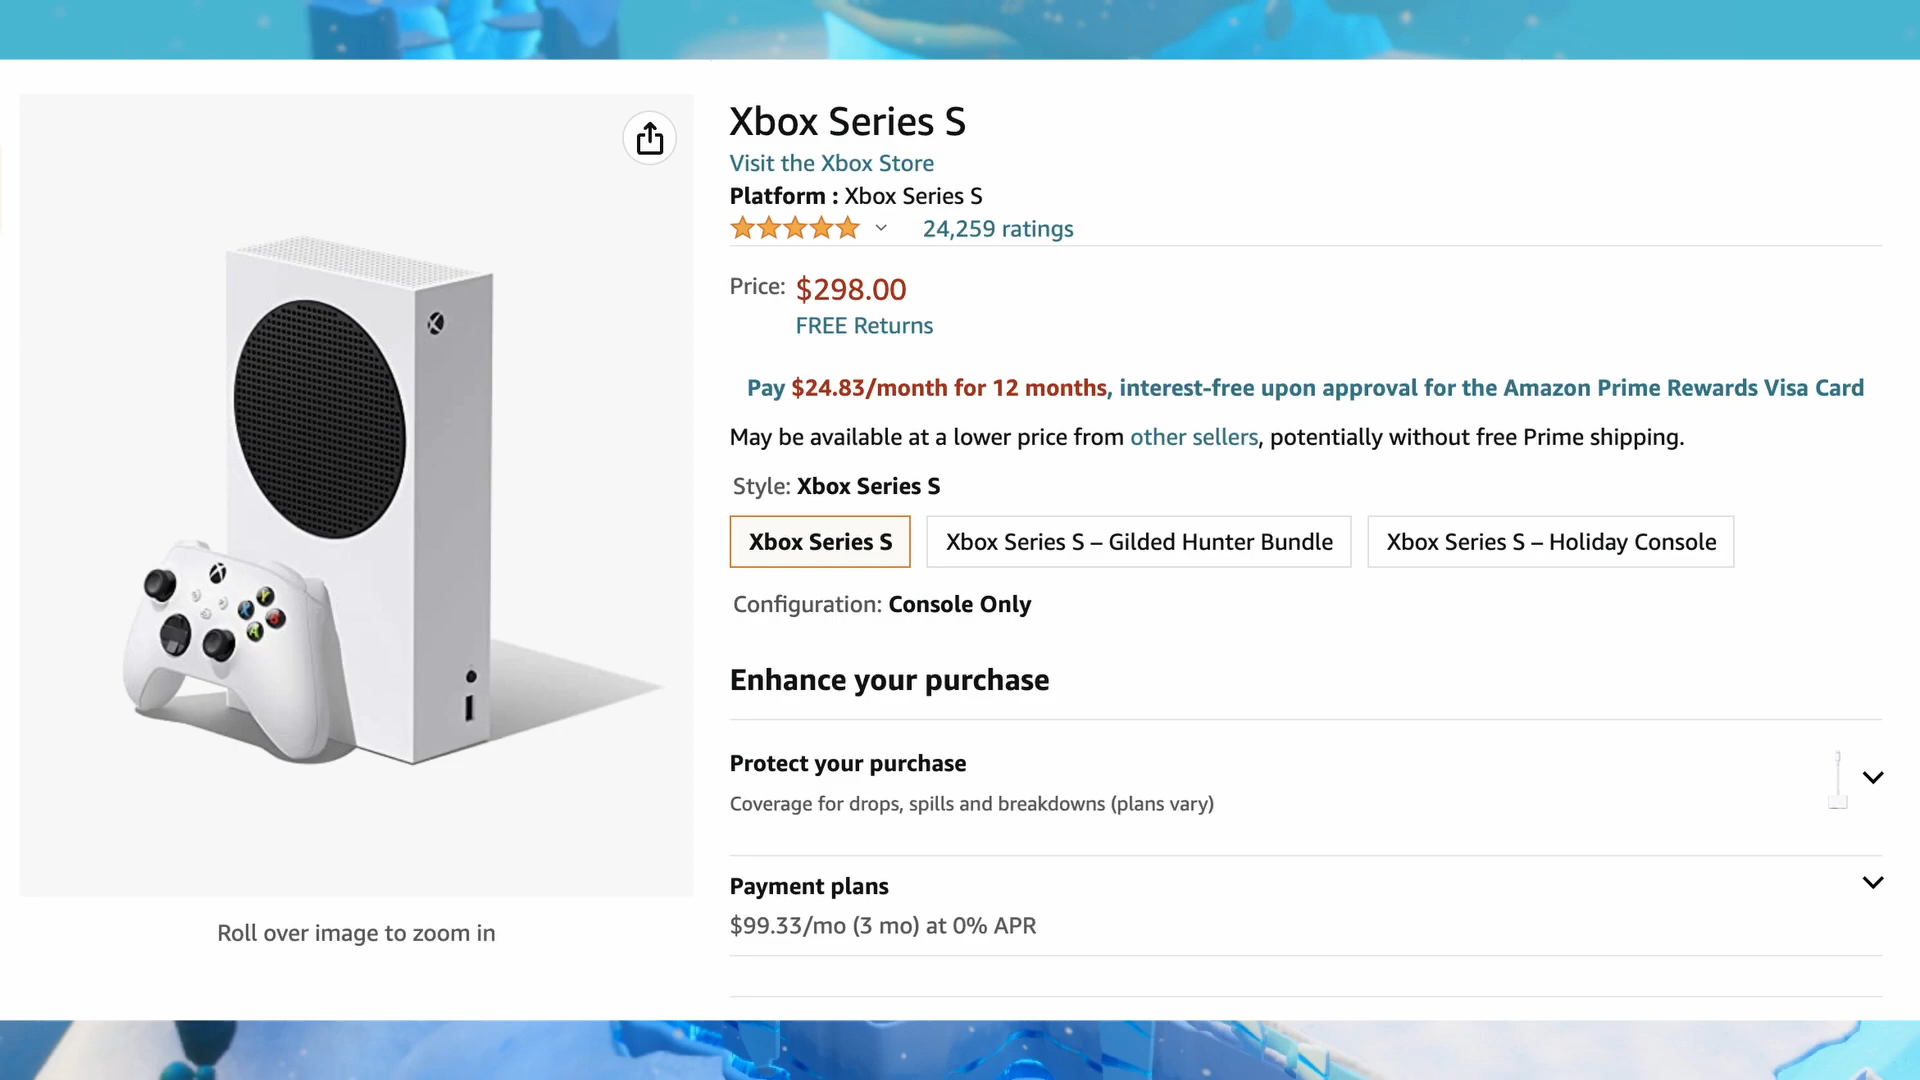 Xbox Series S
Visit the Xbox Store
Platform : Xbox Series S
24,259 ratings
Price: $298.00
FREE Returns
Pay $24.83/month for 12 months, interest-free upon approval for the Amazon Prime Rewards Visa Card
May be available at a lower price from other sellers, potentially without free Prime shipping.
Style: Xbox Series S
Xbox Series S
Xbox Series S – Gilded Hunter Bundle
Xbox Series S – Holiday Console
Configuration: Console Only
Enhance your purchase
Protect your purchase
Coverage for drops, spills and breakdowns (plans vary)
Payment plans
$99.33/mo (3 mo) at 0% APR
Y
X
B
A
Roll over image to zoom in